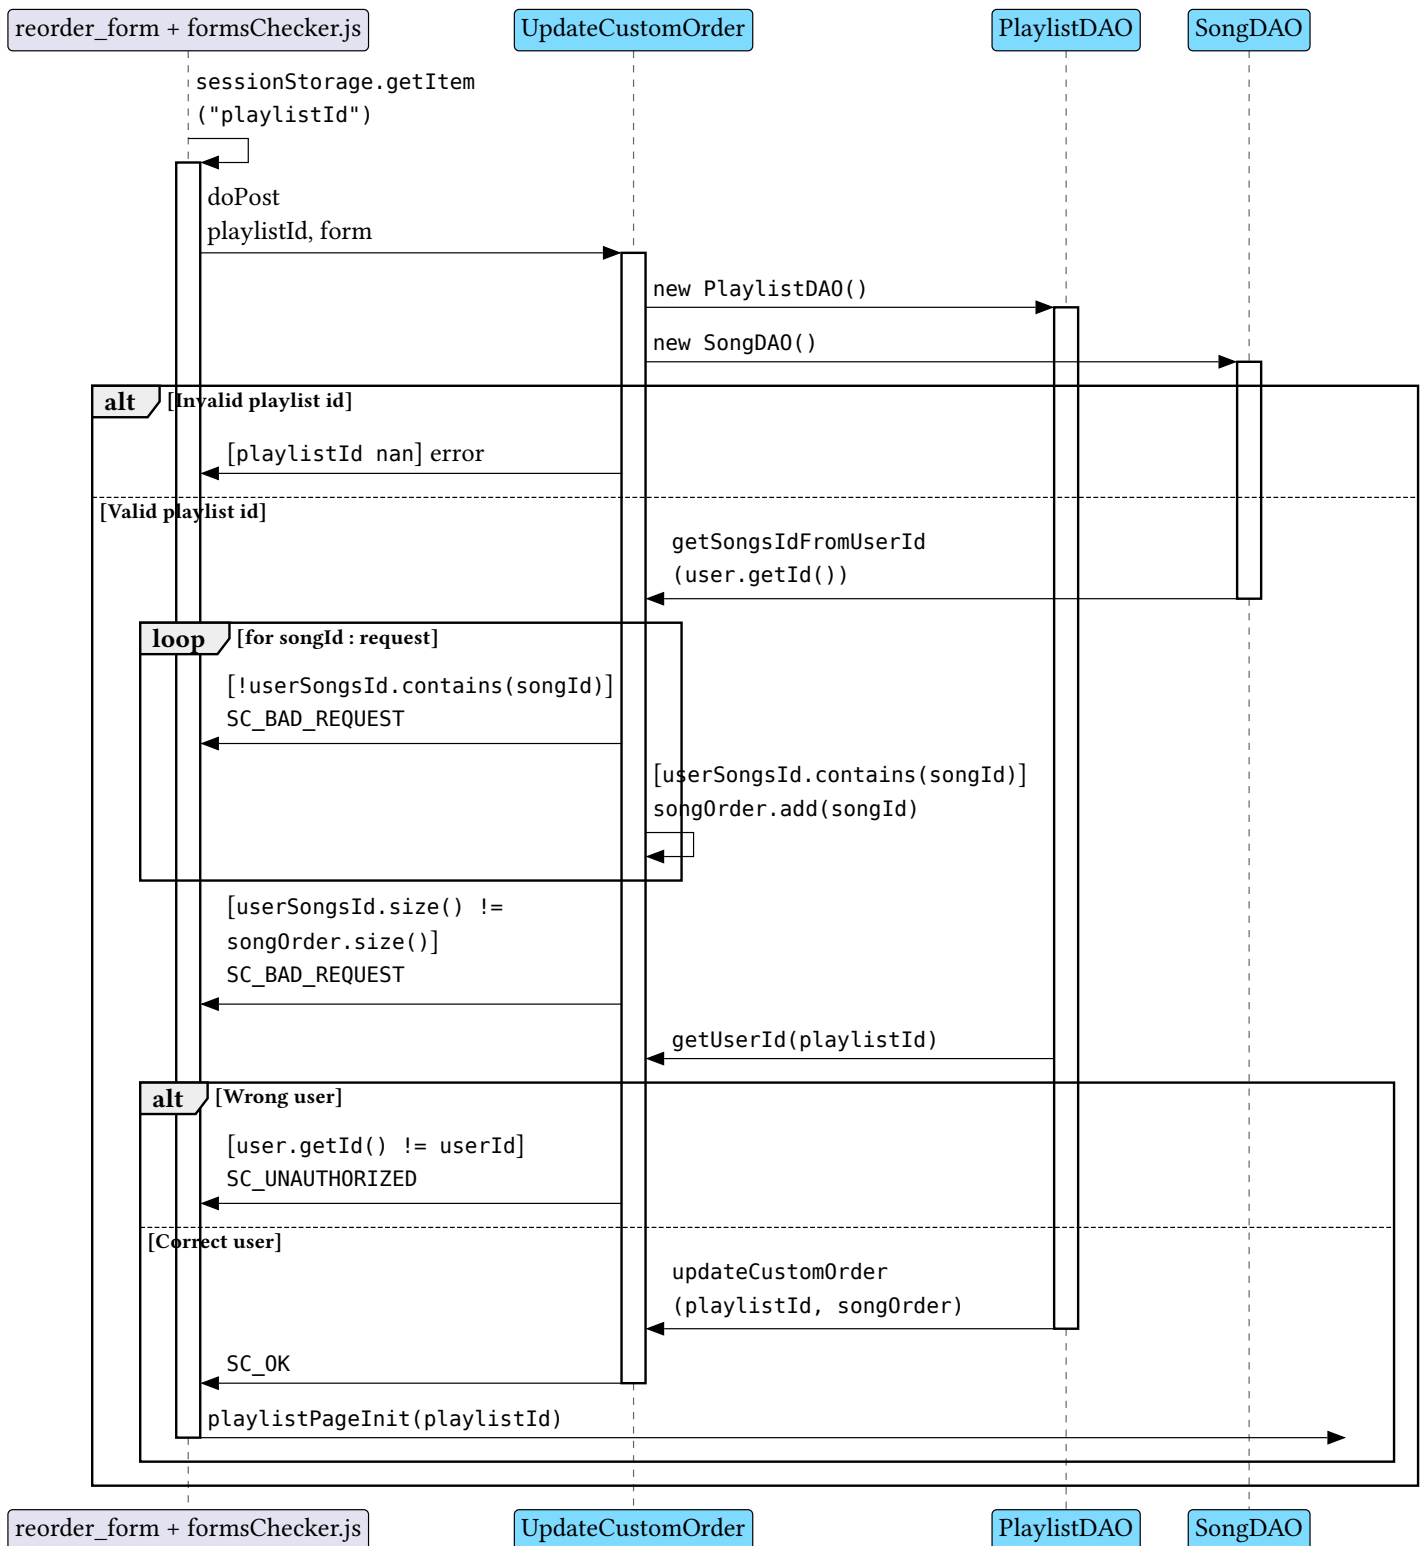 reorder_form + formsChecker.js
UpdateCustomOrder
PlaylistDAO
SongDAO
sessionStorage.getItem
("playlistId")
doPost
playlistId, form
new PlaylistDAO()
new SongDAO()
alt
[Invalid playlist id]
[playlistId nan] error
[Valid playlist id]
getSongsIdFromUserId
(user.getId())
loop
[for songId : request]
[!userSongsId.contains(songId)]
SC_BAD_REQUEST
[userSongsId.contains(songId)]
songOrder.add(songId)
[userSongsId.size() !=
songOrder.size()]
SC_BAD_REQUEST
getUserId(playlistId)
alt
[Wrong user]
[user.getId() != userId]
SC_UNAUTHORIZED
[Correct user]
updateCustomOrder
(playlistId, songOrder)
SC_OK
playlistPageInit(playlistId)
reorder_form + formsChecker.js
UpdateCustomOrder
PlaylistDAO
SongDAO